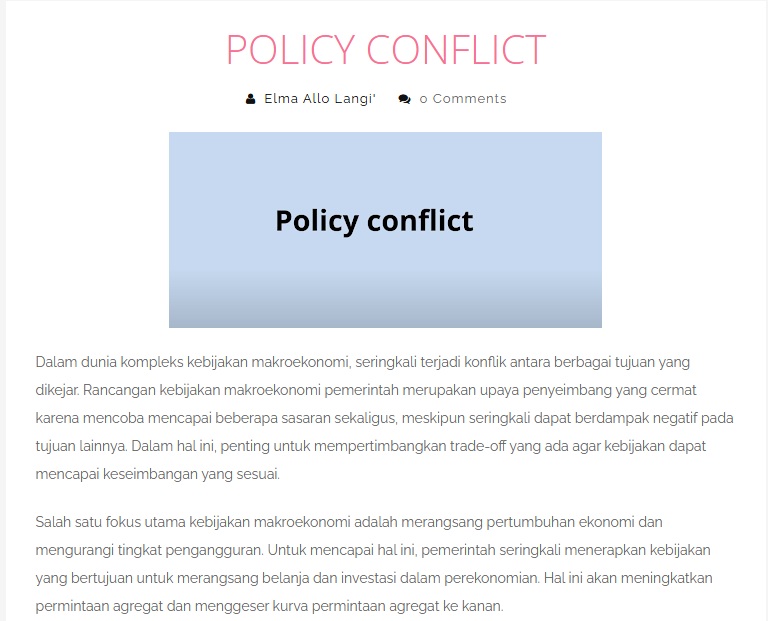 POLICY CONFLICT
Elma Allo Langi' 0 Comments
Policy conflict
Dalam dunia kompleks kebijakan makroekonomi, seringkali terjadi konflik antara berbagai tujuan yang
dikejar. Rancangan kebijakan makroekonomi pemerintah merupakan upaya penyeimbang yang cermat
karena mencoba mencapai beberapa sasaran sekaligus, meskipun seringkali dapat berdampak negatif pada
tujuan lainnya. Dalam hal ini, penting untuk mempertimbangkan trade-off yang ada agar kebijakan dapat
mencapai keseimbangan yang sesuai.
Salah satu fokus utama kebijakan makroekonomi adalah merangsang pertumbuhan ekonomi dan
mengurangi tingkat pengangguran. Untuk mencapai hal ini, pemerintah seringkali menerapkan kebijakan
yang bertujuan untuk merangsang belanja dan investasi dalam perekonomian. Hal ini akan meningkatkan
permintaan agregat dan menggeser kurva permintaan agregat ke kanan.